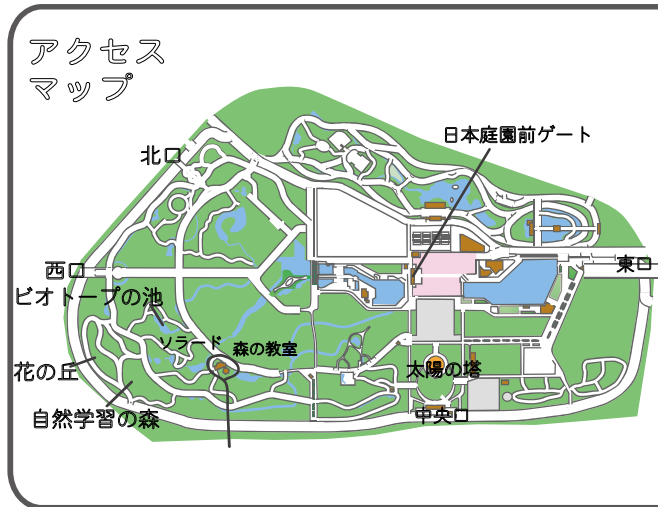 アクセス
マップ
日本庭園前ゲート
北口
西口
東口
ビオトープの池
ソラード
森の教室
花の丘
太陽の塔
自然学習の森
中央口